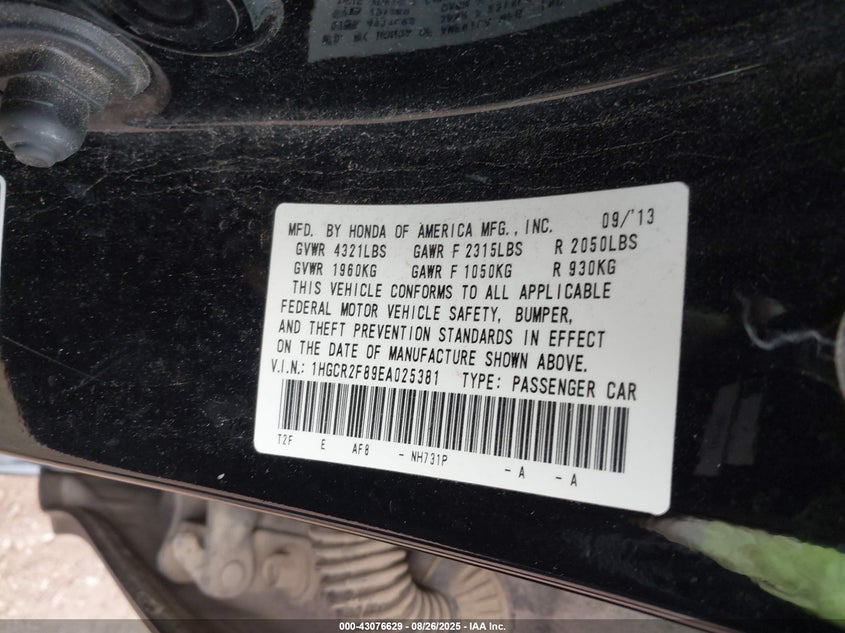 MFD. BY HONDA OF AMERICA MFG., INC. 09/'13
GVWR 4321LBS GAWR F 2315LBS R 2050LBS
GVWR 1960KG GAWR F 1050KG R 930KG
THIS VEHICLE CONFORMS TO ALL APPLICABLE
FEDERAL MOTOR VEHICLE SAFETY, BUMPER,
AND THEFT PREVENTION STANDARDS IN EFFECT
ON THE DATE OF MANUFACTURE SHOWN ABOVE.
V.I.N.: 1HGCR2F89EA025381 TYPE: PASSENGER CAR
T2F E AF8 - NH731P - A - A
000-43076629 - 08/26/2025 - IAA Inc.